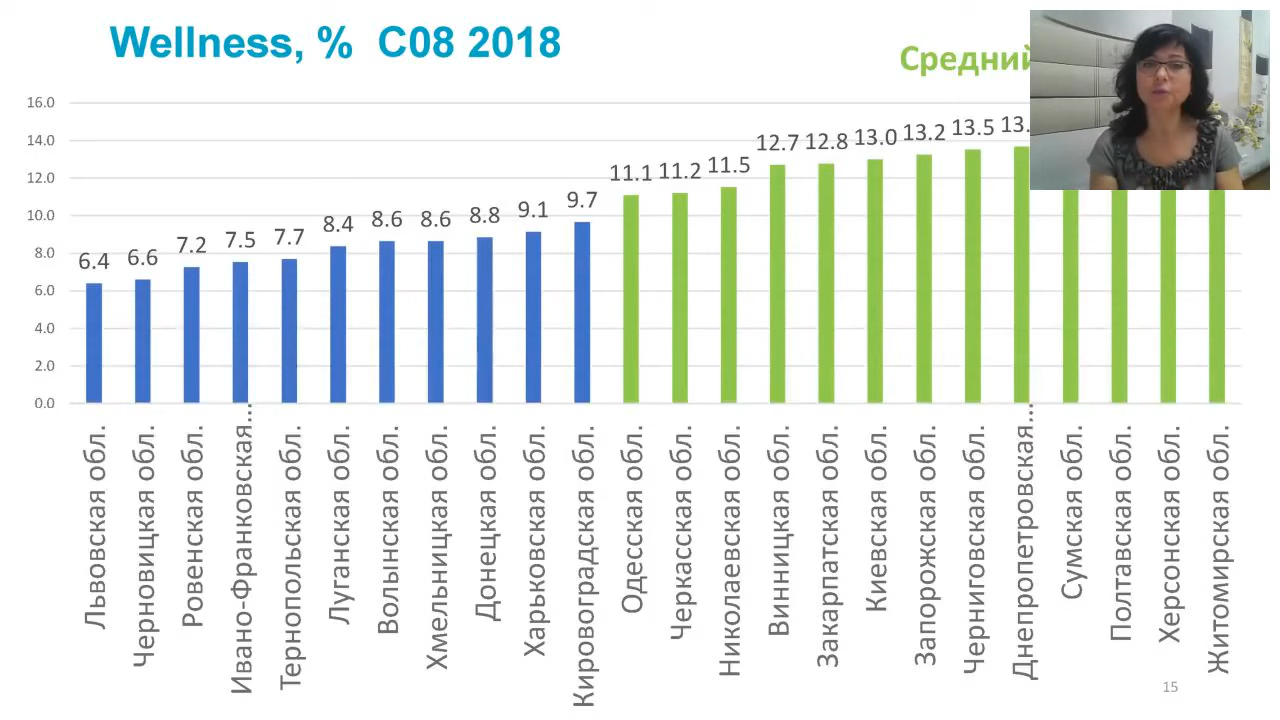 Wellness, % C08 2018
Средний
16.0
14.0
12.0
10.0
8.0
6.0
4.0
2.0
0.0
6.4
6.6
7.2
7.5
7.7
8.4
8.6
8.6
8.8
9.1
9.7
11.1
11.2
11.5
12.7
12.8
13.0
13.2
13.5
13.
Львовская обл.
Черновицкая обл.
Ровенская обл.
Ивано-Франковская...
Тернопольская обл.
Луганская обл.
Волынская обл.
Хмельницкая обл.
Донецкая обл.
Харьковская обл.
Кировоградская обл.
Одесская обл.
Черкасская обл.
Николаевская обл.
Винницкая обл.
Закарпатская обл.
Киевская обл.
Запорожская обл.
Черниговская обл.
Днепропетровская...
Сумская обл.
Полтавская обл.
Херсонская обл.
Житомирская обл.
15